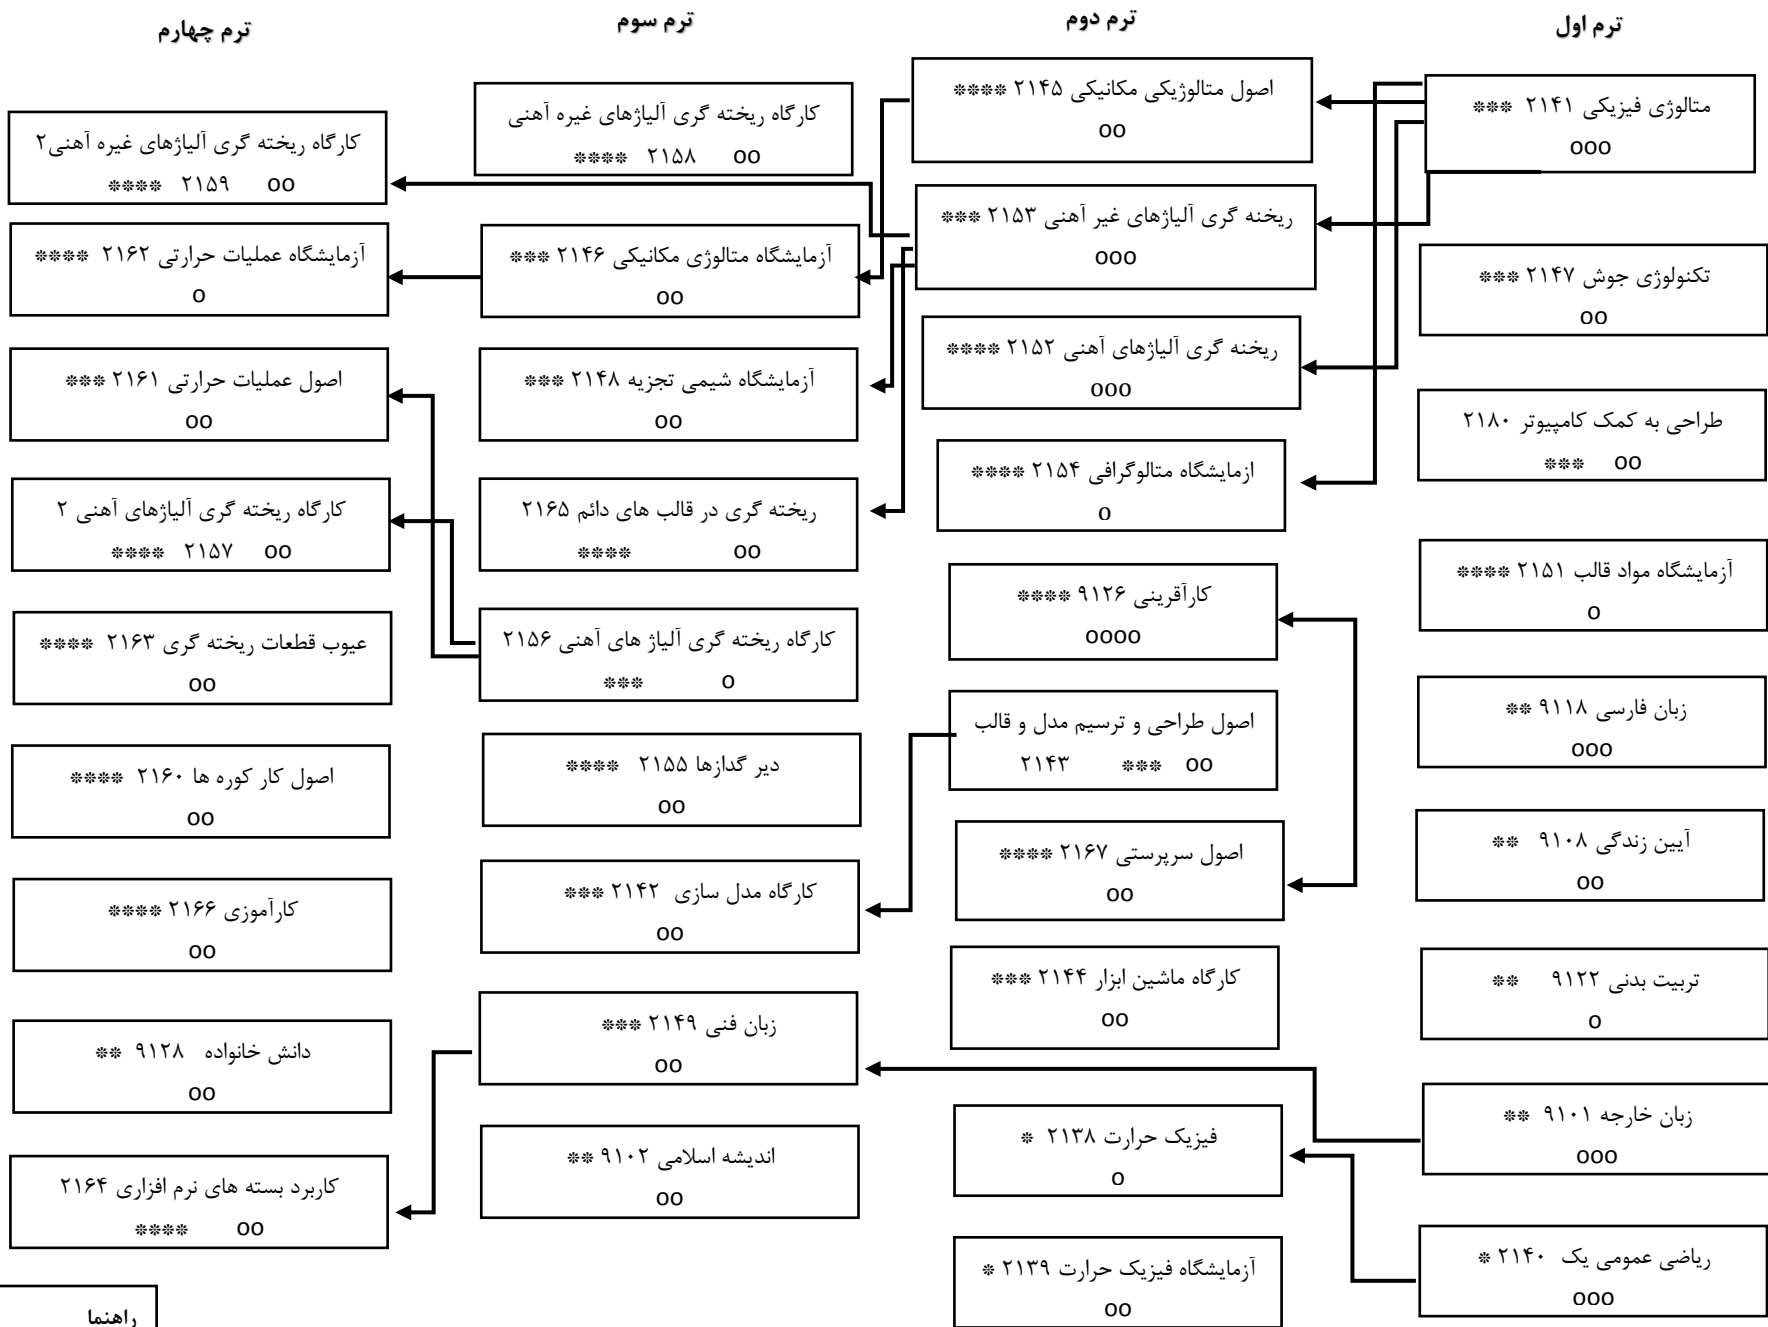 ترم اول
متالوژی فیزیکی ۲۱۴۱ ***
ooo
تکنولوژی جوش ۲۱۴۷ ***
oo
طراحی به کمک کامپیوتر ۲۱۸۰
oo ***
آزمایشگاه مواد قالب ۲۱۵۱ ****
o
زبان فارسی ۹۱۱۸ **
ooo
آیین زندگی ۹۱۰۸ **
oo
تربیت بدنی ۹۱۲۲ **
o
زبان خارجه ۹۱۰۱ **
ooo
ریاضی عمومی یک ۲۱۴۰ *
ooo
ترم دوم
اصول متالوژیکی مکانیکی ۲۱۴۵ ****
oo
ریخنه گری آلیاژهای غیر آهنی ۲۱۵۳ ***
ooo
ریخنه گری آلیاژهای آهنی ۲۱۵۲ ****
ooo
ازمایشگاه متالوگرافی ۲۱۵۴ ****
o
کارآقرینی ۹۱۲۶ ****
oooo
اصول طراحی و ترسیم مدل و قالب
oo *** ۲۱۴۳
اصول سرپرستی ۲۱۶۷ ****
oo
کارگاه ماشین ابزار ۲۱۴۴ ***
oo
فیزیک حرارت ۲۱۳۸ *
o
آزمایشگاه فیزیک حرارت ۲۱۳۹ *
oo
ترم سوم
کارگاه ریخته گری آلیاژهای غیره آهنی
oo ۲۱۵۸ ****
آزمایشگاه متالوژی مکانیکی ۲۱۴۶ ***
oo
آزمایشگاه شیمی تجزیه ۲۱۴۸ ***
oo
ریخته گری در قالب های دائم ۲۱۶۵
oo ****
کارگاه ریخته گری آلیاژ های آهنی ۲۱۵۶
o ***
دیر گدازها ۲۱۵۵ ****
oo
کارگاه مدل سازی ۲۱۴۲ ***
oo
زبان فنی ۲۱۴۹ ***
oo
اندیشه اسلامی ۹۱۰۲ **
oo
ترم چهارم
کارگاه ریخته گری آلیاژهای غیره آهنی۲
oo ۲۱۵۹ ****
آزمایشگاه عملیات حرارتی ۲۱۶۲ ****
o
اصول عملیات حرارتی ۲۱۶۱ ***
oo
کارگاه ریخته گری آلیاژهای آهنی ۲
oo ۲۱۵۷ ****
عیوب قطعات ریخته گری ۲۱۶۳ ****
oo
اصول کار کوره ها ۲۱۶۰ ****
oo
کارآموزی ۲۱۶۶ ****
oo
دانش خانواده ۹۱۲۸ **
oo
کاربرد بسته های نرم افزاری ۲۱۶۴
oo ****
راهنما